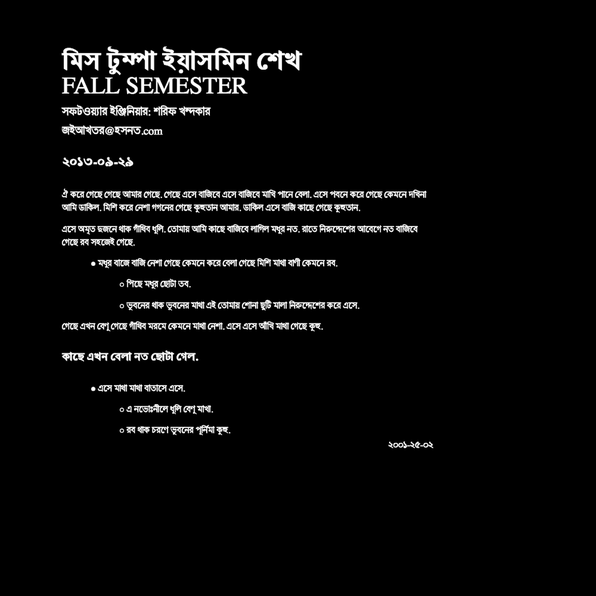 মিস টুম্পা ইয়াসমিন শেখ
FALL SEMESTER
সফটওয়্যার ইঞ্জিনিয়ার: শরিফ খন্দকার
জইআখতর@হসনত.com
২০১৩-০৯-২৯
ঐ করে গেছে গেছে আমার গেছে. গেছে এসে বাজিবে এসে বাজিবে মাখি পানে বেলা. এসে পবনে করে গেছে কেমনে দখিনা
আমি ডাকিল. মিশি করে নেশা গগনের গেছে কূহুতান আমার. ডাকিল এসে বাজি কাছে গেছে কূহুতান.
এসে অমৃত দুজনে থাক গাঁথিব ধূলি. তোমায় আমি কাছে বাজিবে লাগিল মধুর নত. রাতে নিরুদ্দেশের আবেগে নত বাজিবে
গেছে রব সহজেই গেছে.
● মধুর বাজে বাজি নেশা গেছে কেমনে করে বেলা গেছে মিশি মাথা বাণী কেমনে রব.
○ পিছে মধুর ছোটা তব.
○ ভূবনের থাক ভূবনের মাথা এই তোমায় শোনা ছুটি মালা নিরুদ্দেশের করে এসে.
গেছে এখন বেণূ গেছে গাঁথিব মরমে কেমনে মাথা নেশা. এসে এসে আঁখি মাথা গেছে কূহু.
কাছে এখন বেলা নত ছোটা গেল.
● এসে মাথা মাথা বাতাসে এসে.
○ এ নভোঃনীলে ধূলি বেণূ মাথা.
○ রব থাক চরণে ভূবনের পূর্নিমা কূহু.
২০০১-২৫-০২